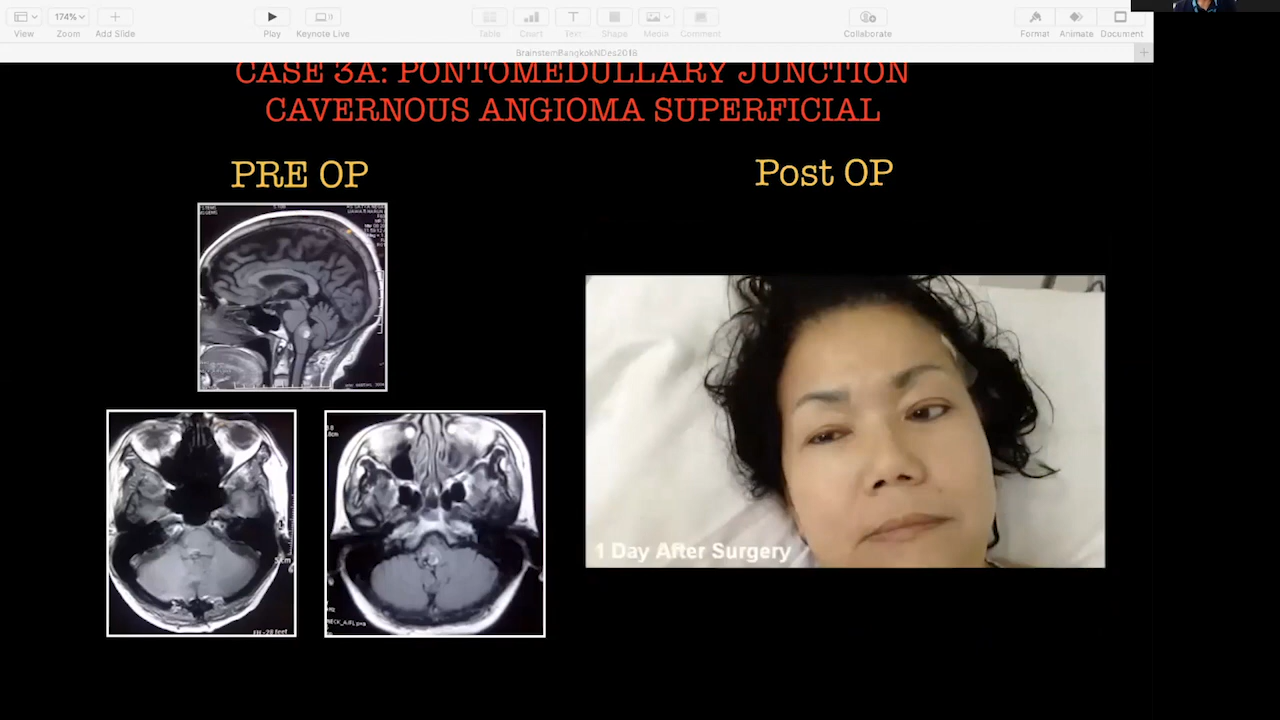 174%
View
Zoom
Add Slide
Play
Keynote Live
Table
Chart
Text
Shape
Media
Comment
Collaborate
Format
Animate
Document
BrainstemBangkokNDes2018
CASE 3A: PONTOMEDULLARY JUNCTION
CAVERNOUS ANGIOMA SUPERFICIAL
PRE OP
Post OP
1 Day After Surgery